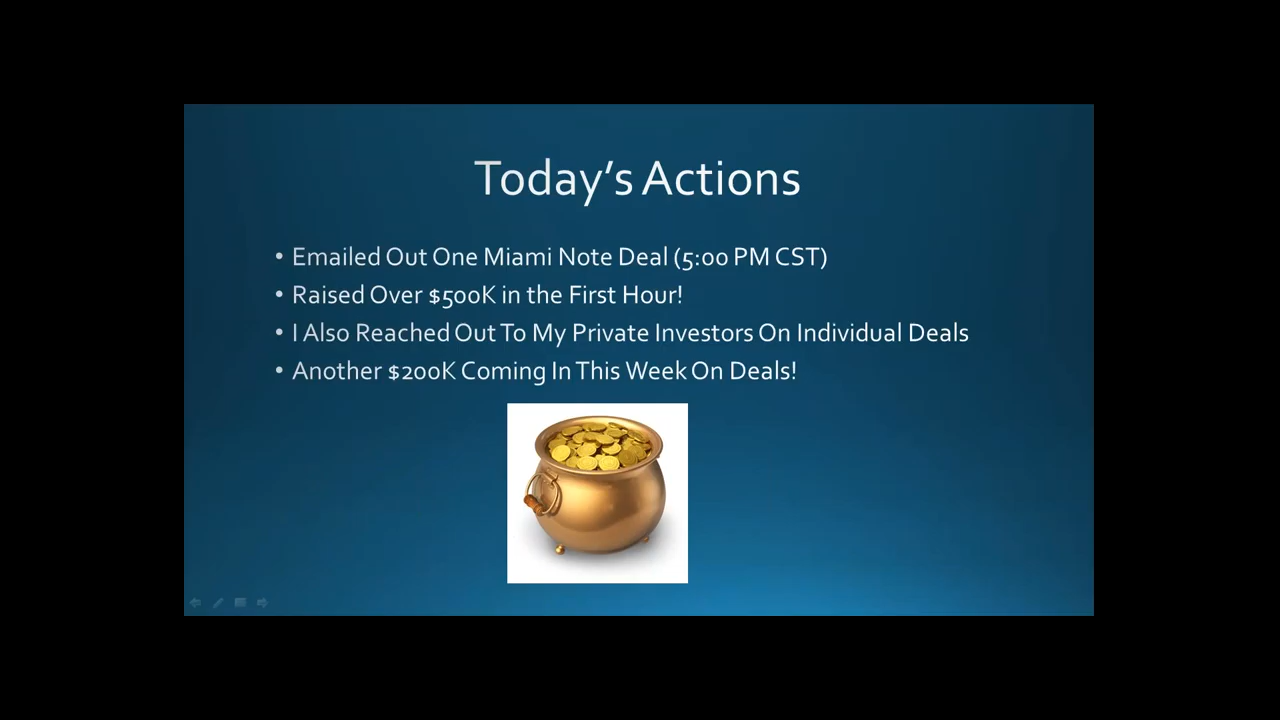 Today's Actions
• Emailed Out One Miami Note Deal (5:00 PM CST)
• Raised Over $500K in the First Hour!
• I Also Reached Out To My Private Investors On Individual Deals
• Another $200K Coming In This Week On Deals!